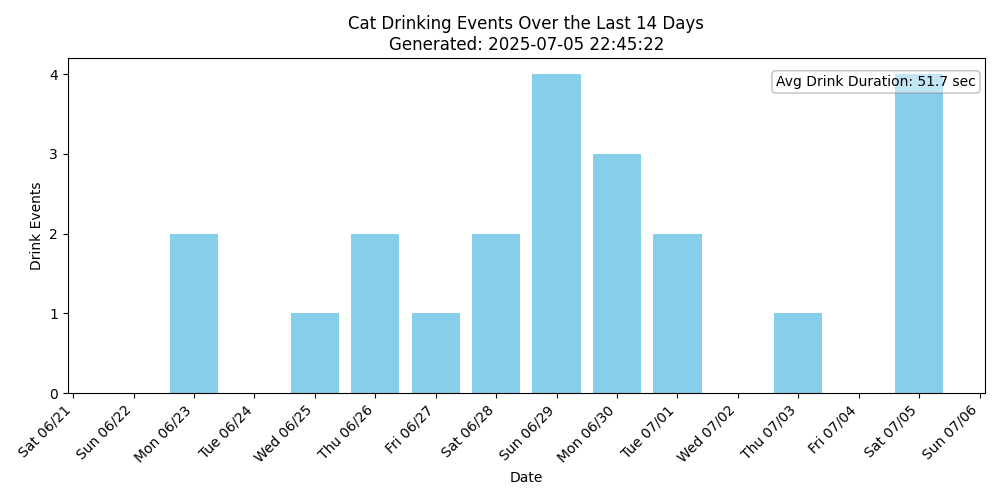 Cat Drinking Events Over the Last 14 Days
Generated: 2025-07-05 22:45:22
Avg Drink Duration: 51.7 sec
Drink Events
4
3
2
1
0
Sat 06/21
Sun 06/22
Mon 06/23
Tue 06/24
Wed 06/25
Thu 06/26
Fri 06/27
Sat 06/28
Sun 06/29
Mon 06/30
Tue 07/01
Wed 07/02
Thu 07/03
Fri 07/04
Sat 07/05
Sun 07/06
Date